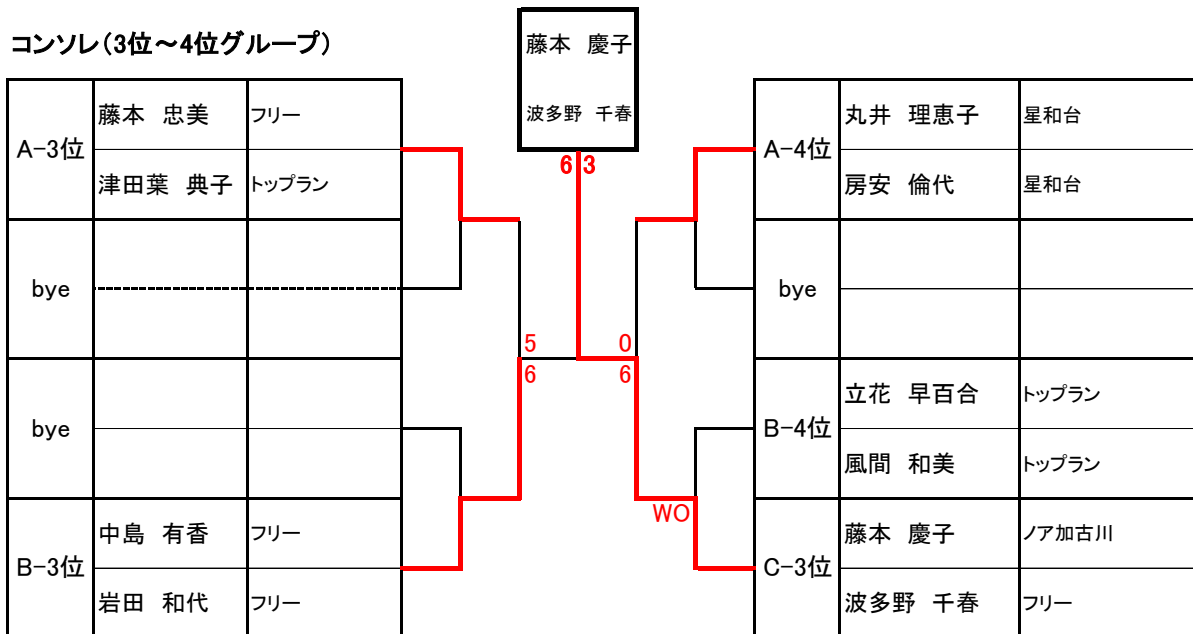 コンソレ(3位～4位グループ)
藤本 慶子
波多野 千春
6 3
A-3位
藤本 忠美 フリー
津田葉 典子 トップラン
bye
bye
B-3位
中島 有香 フリー
岩田 和代 フリー
5
6
0
6
WO
A-4位
丸井 理恵子 星和台
房安 倫代 星和台
bye
B-4位
立花 早百合 トップラン
風間 和美 トップラン
C-3位
藤本 慶子 ノア加古川
波多野 千春 フリー